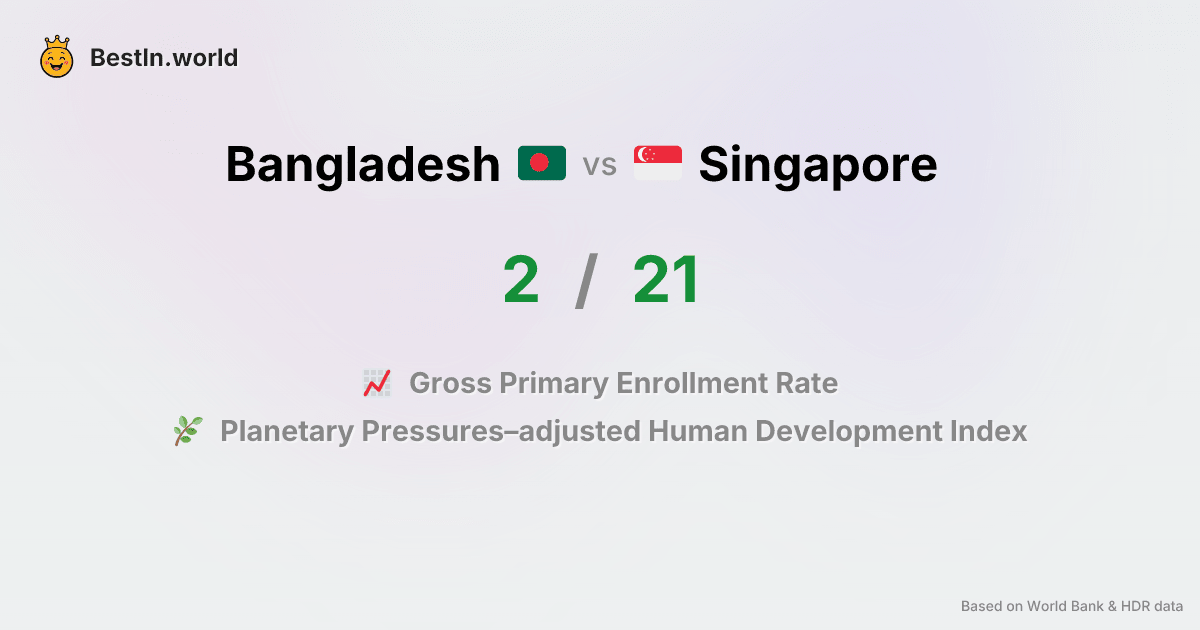 BestIn.world
Bangladesh vs Singapore
2 / 21
Gross Primary Enrollment Rate
Planetary Pressures–adjusted Human Development Index
Based on World Bank & HDR data